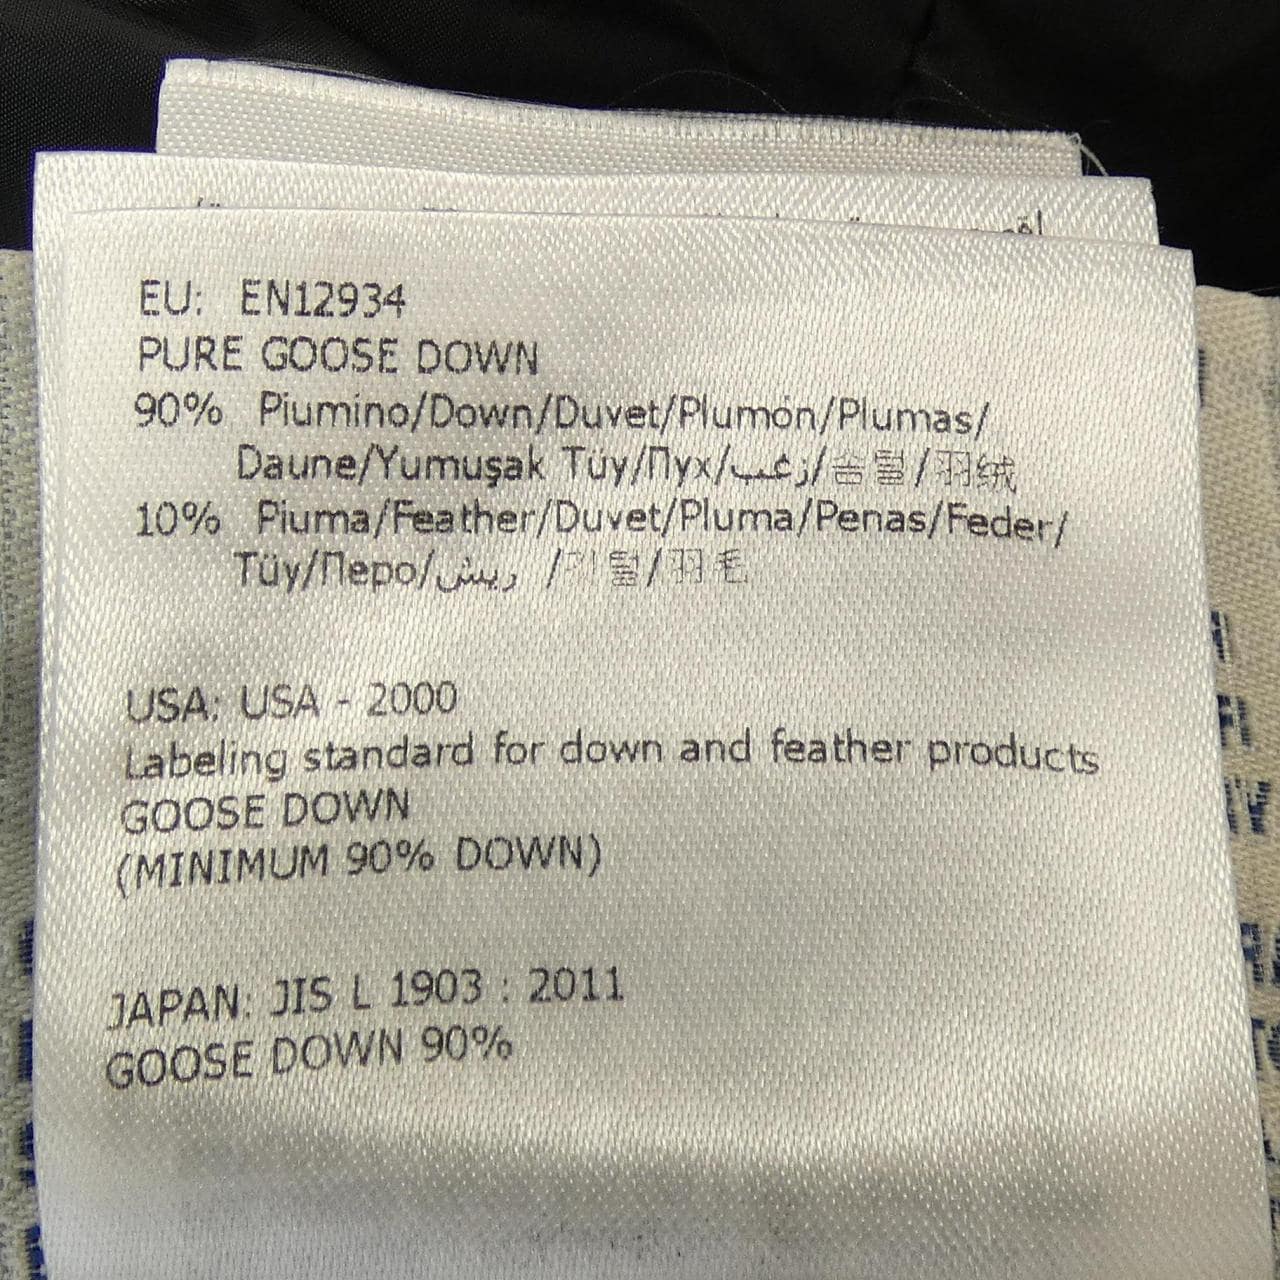 EU: EN12934
PURE GOOSE DOWN
90% Piumino/Down/Duvet/Plumón/Plumas/
Daune/Yumuşak Tüy/Пух/زغب/솜털/羽绒
10% Piuma/Feather/Duvet/Pluma/Penas/Feder/
Tüy/Перо/ريش /깃털/羽毛
USA: USA - 2000
Labeling standard for down and feather products
GOOSE DOWN
(MINIMUM 90% DOWN)
JAPAN: JIS L 1903 : 2011
GOOSE DOWN 90%